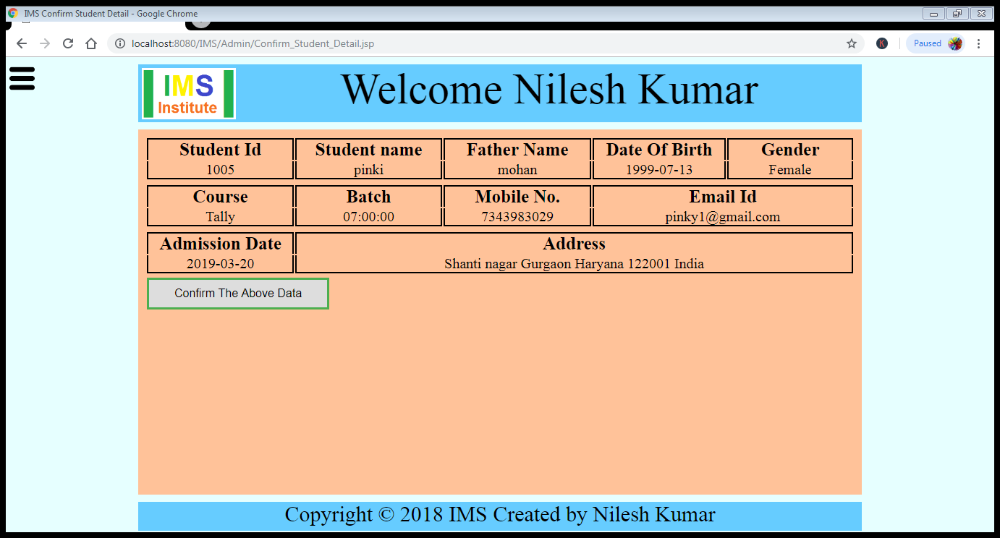 IMS Confirm Student Detail - Google Chrome
localhost:8080/IMS/Admin/Confirm_Student_Detail.jsp
K
Paused
IMS
Institute
Welcome Nilesh Kumar
Student Id Student name Father Name Date Of Birth Gender
1005 pinki mohan 1999-07-13 Female
Course Batch Mobile No. Email Id
Tally 07:00:00 7343983029 pinky1@gmail.com
Admission Date Address
2019-03-20 Shanti nagar Gurgaon Haryana 122001 India
Confirm The Above Data
Copyright © 2018 IMS Created by Nilesh Kumar